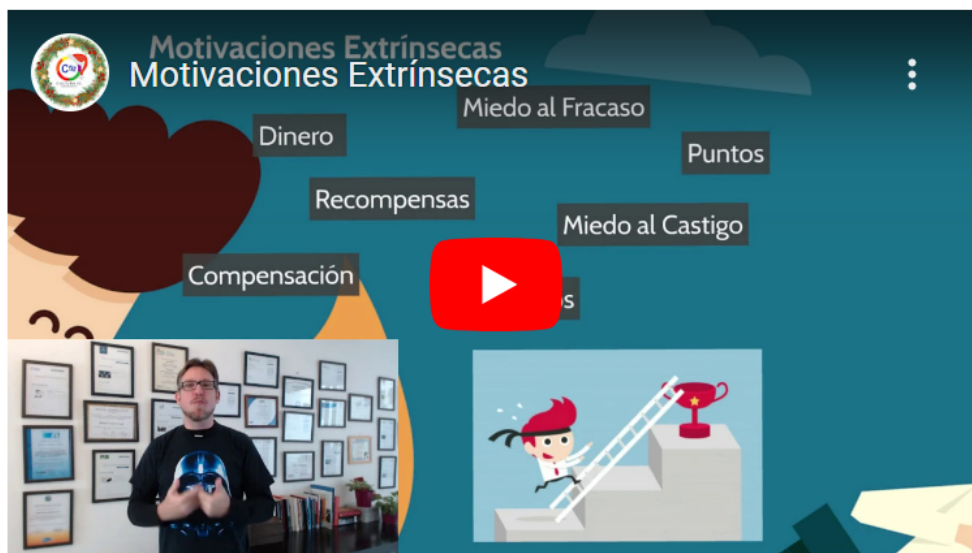 Motivaciones Extrínsecas
Motivaciones Extrínsecas
Miedo al Fracaso
Dinero
Puntos
Recompensas
Miedo al Castigo
Compensación